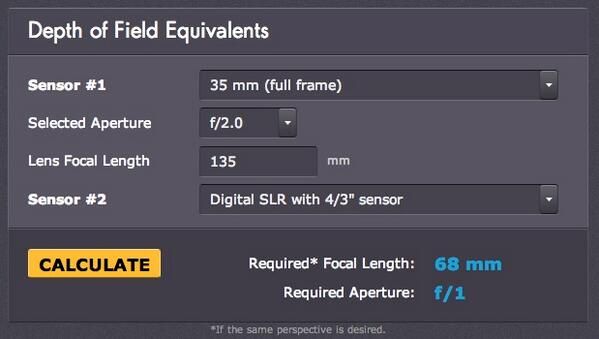 Depth of Field Equivalents
Sensor #1 35 mm (full frame)
Selected Aperture f/2.0
Lens Focal Length 135 mm
Sensor #2 Digital SLR with 4/3" sensor
CALCULATE Required* Focal Length: 68 mm
Required Aperture: f/1
*If the same perspective is desired.